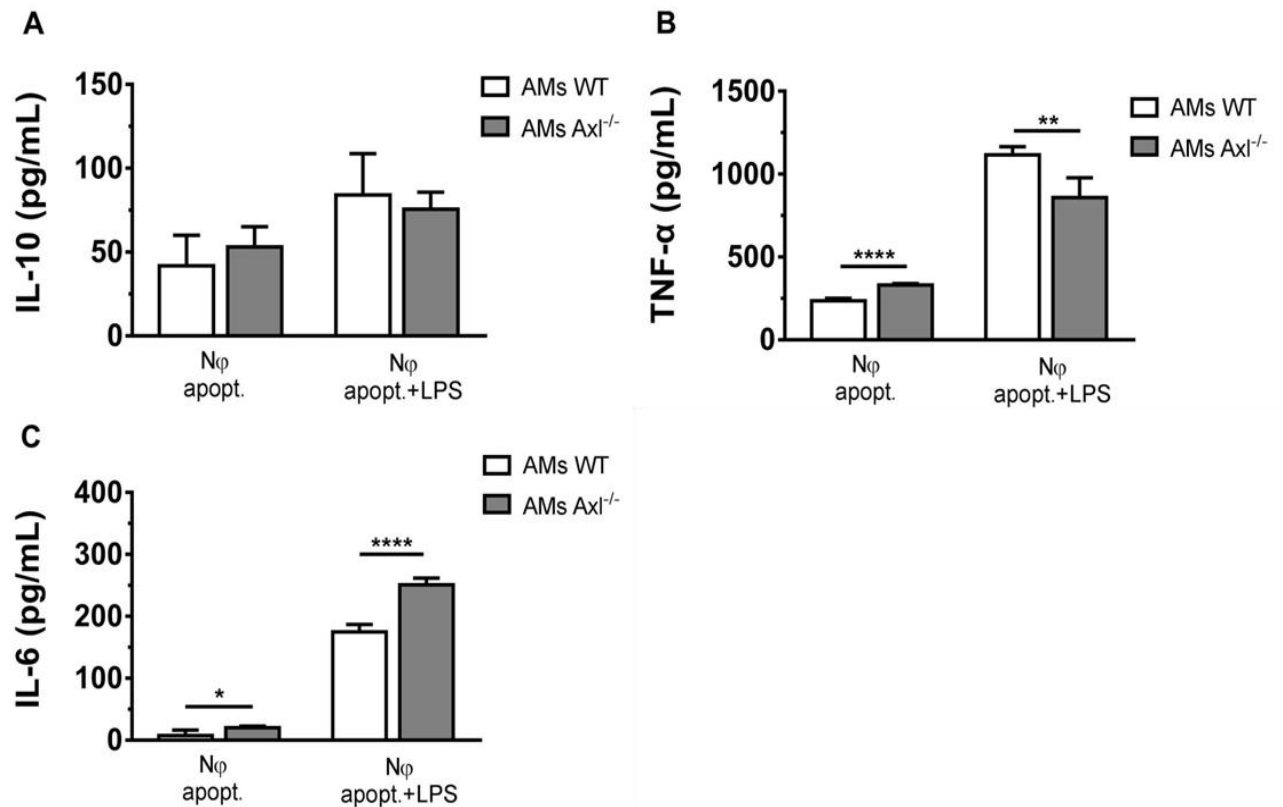 A
IL-10 (pg/mL)
150
100
50
0
AMs WT
AMs Axl-/-
Nφ
apopt.
Nφ
apopt.+LPS
B
TNF-α (pg/mL)
1500
1000
500
0
**
****
AMs WT
AMs Axl-/-
Nφ
apopt.
Nφ
apopt.+LPS
C
IL-6 (pg/mL)
400
300
200
100
0
****
*
AMs WT
AMs Axl-/-
Nφ
apopt.
Nφ
apopt.+LPS